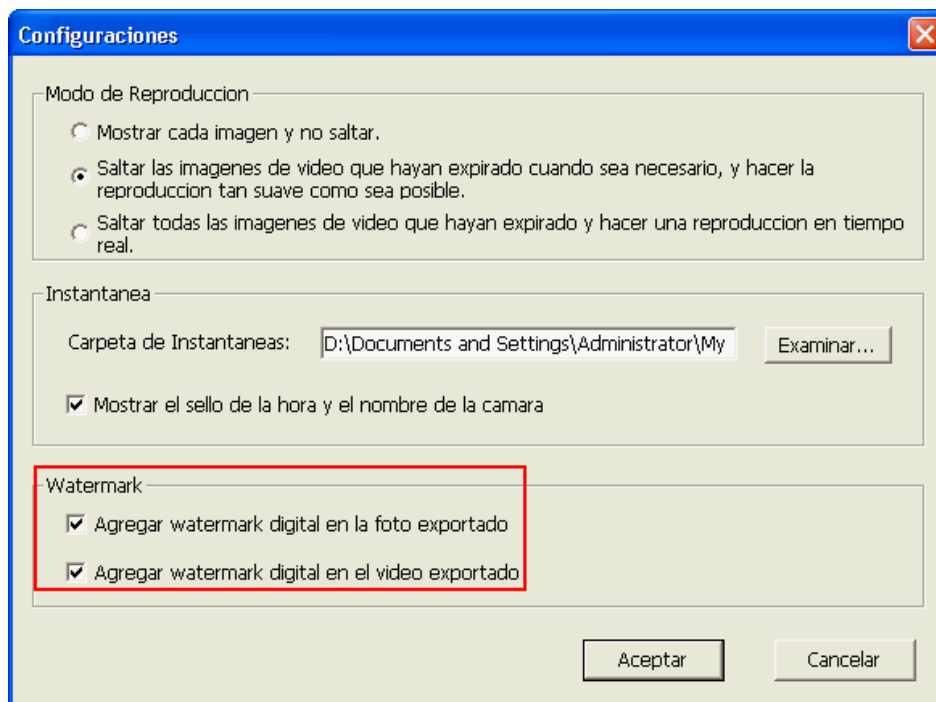 Configuraciones
Modo de Reproduccion
Mostrar cada imagen y no saltar.
Saltar las imagenes de video que hayan expirado cuando sea necesario, y hacer la
reproduccion tan suave como sea posible.
Saltar todas las imagenes de video que hayan expirado y hacer una reproduccion en tiempo
real.
Instantanea
Carpeta de Instantaneas: D:\Documents and Settings\Administrator\My Examinar...
Mostrar el sello de la hora y el nombre de la camara
Watermark
Agregar watermark digital en la foto exportado
Agregar watermark digital en el video exportado
Aceptar Cancelar